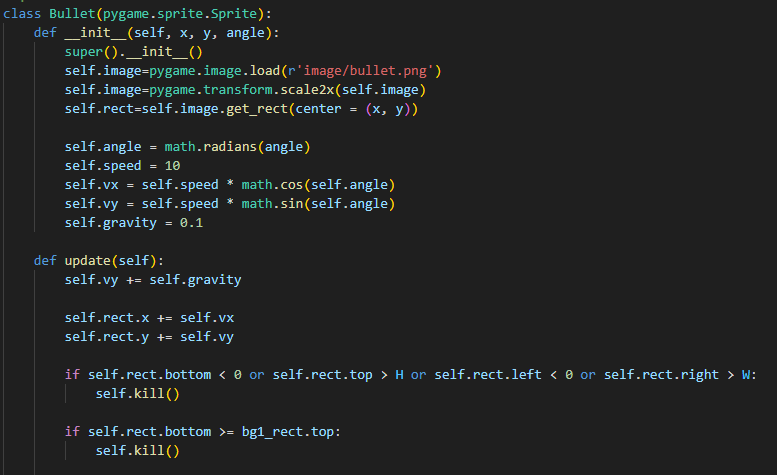 class Bullet(pygame.sprite.Sprite):
    def __init__(self, x, y, angle):
        super().__init__()
        self.image=pygame.image.load(r'image/bullet.png')
        self.image=pygame.transform.scale2x(self.image)
        self.rect=self.image.get_rect(center = (x, y))

        self.angle = math.radians(angle)
        self.speed = 10
        self.vx = self.speed * math.cos(self.angle)
        self.vy = self.speed * math.sin(self.angle)
        self.gravity = 0.1

    def update(self):
        self.vy += self.gravity

        self.rect.x += self.vx
        self.rect.y += self.vy

        if self.rect.bottom < 0 or self.rect.top > H or self.rect.left < 0 or self.rect.right > W:
            self.kill()

        if self.rect.bottom >= bg1_rect.top:
            self.kill()